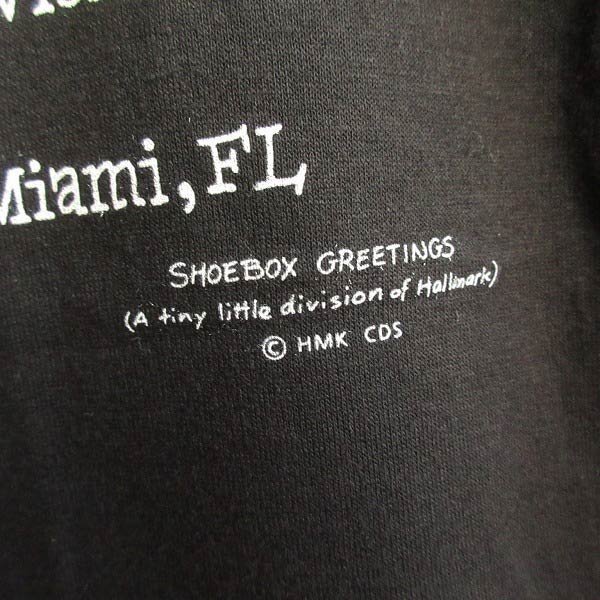 Miami, FL
SHOEBOX GREETINGS
(A tiny little division of Hallmark)
© HMK CDS